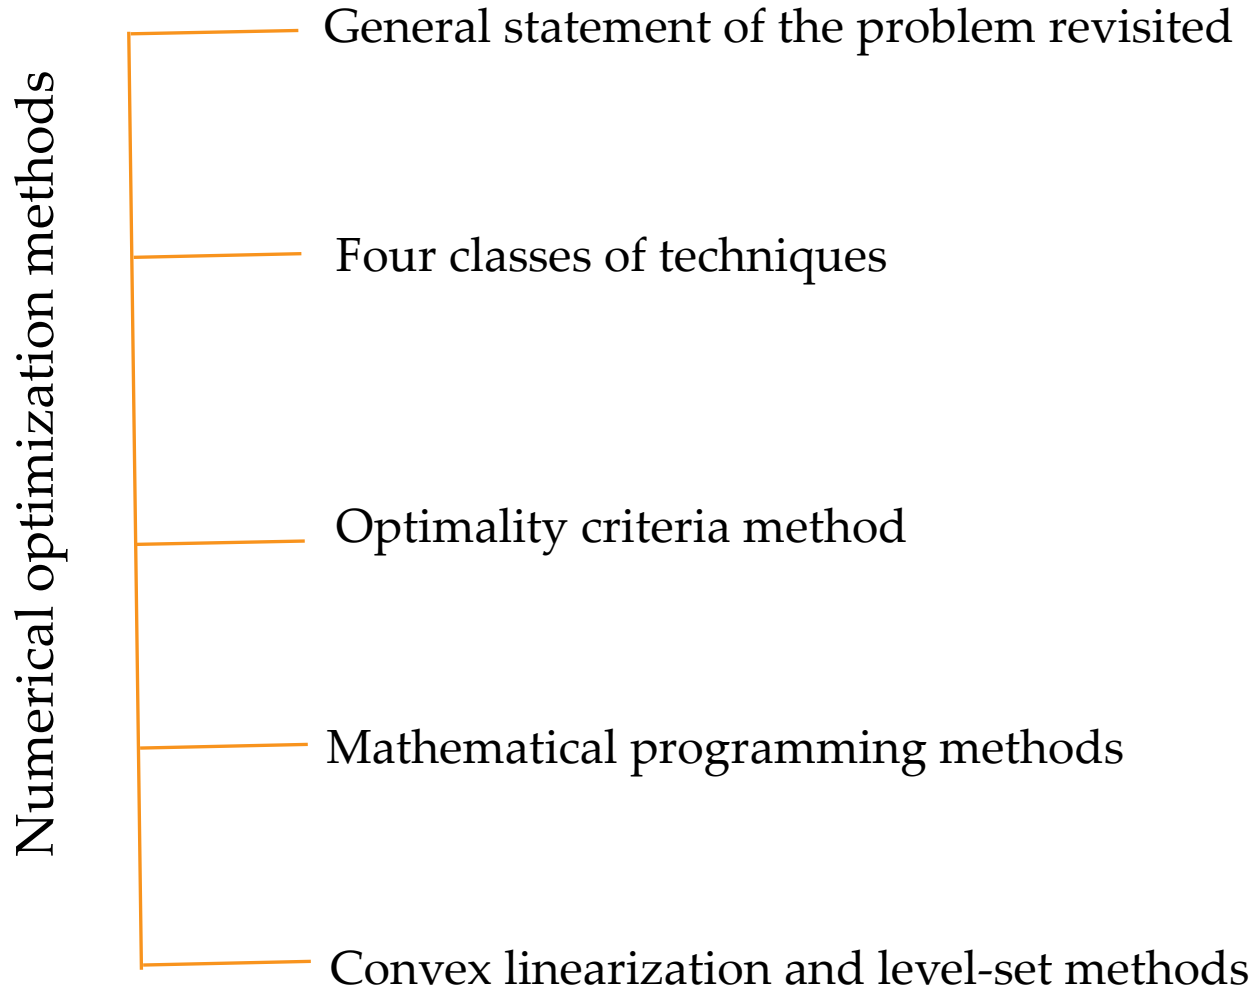 Numerical optimization methods
General statement of the problem revisited
Four classes of techniques
Optimality criteria method
Mathematical programming methods
Convex linearization and level-set methods